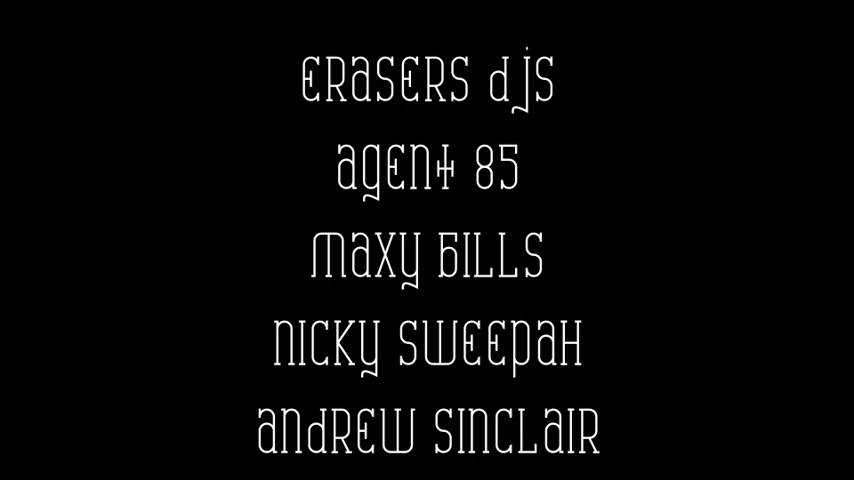 ERASERS DJS
AGENT 85
MAXY BILLS
NICKY SWEEPAH
ANDREW SINCLAIR